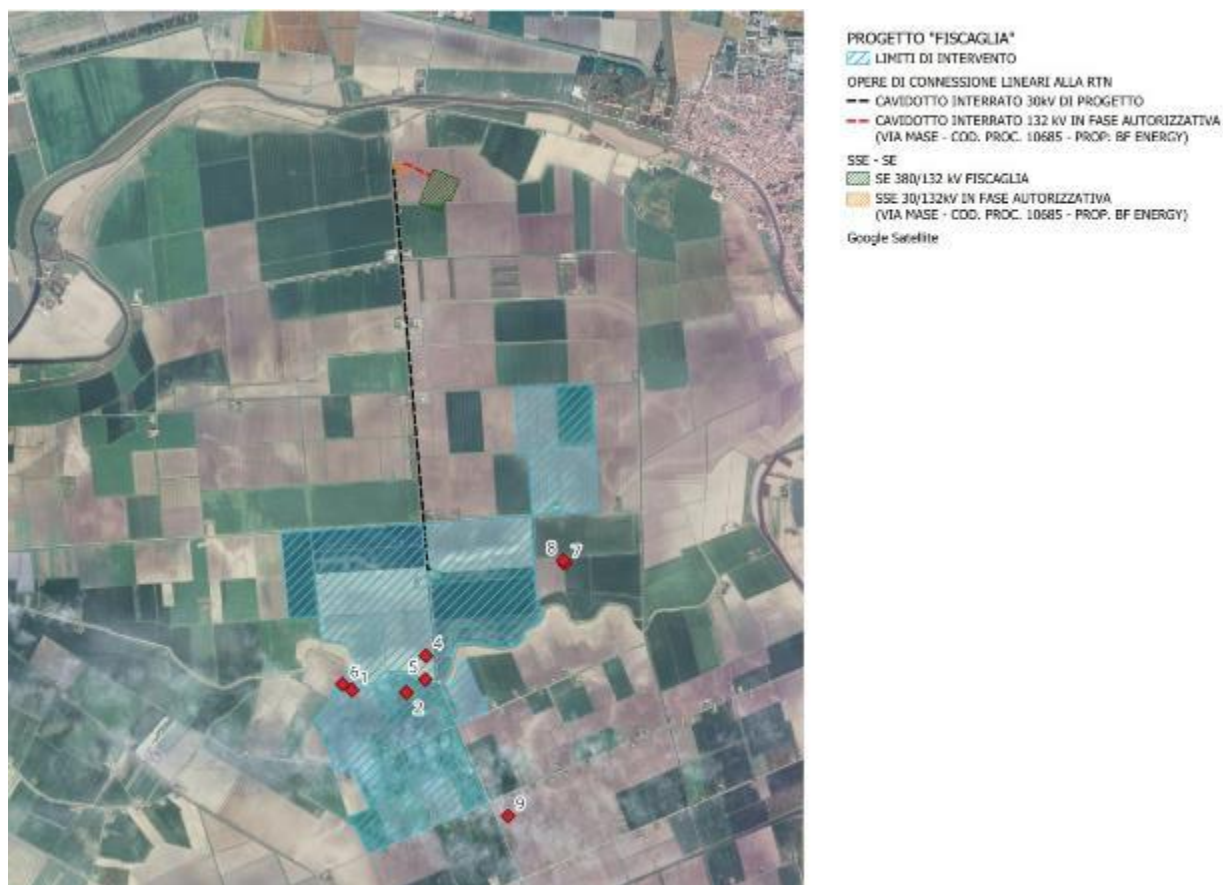 PROGETTO "FISCAGLIA"
LIMITI DI INTERVENTO
OPERE DI CONNESSIONE LINEARI ALLA RTN
CAVIDOTTO INTERRATO 30kV DI PROGETTO
CAVIDOTTO INTERRATO 132 kV IN FASE AUTORIZZATIVA
(VIA MASE - COD. PROC. 10685 - PROP. BF ENERGY)
SSE - SE
SE 380/132 kV FISCAGLIA
SSE 30/132kV IN FASE AUTORIZZATIVA
(VIA MASE - COD. PROC. 10685 - PROP. BF ENERGY)
Google Satellite
8 7
4
5
6 1
2
9